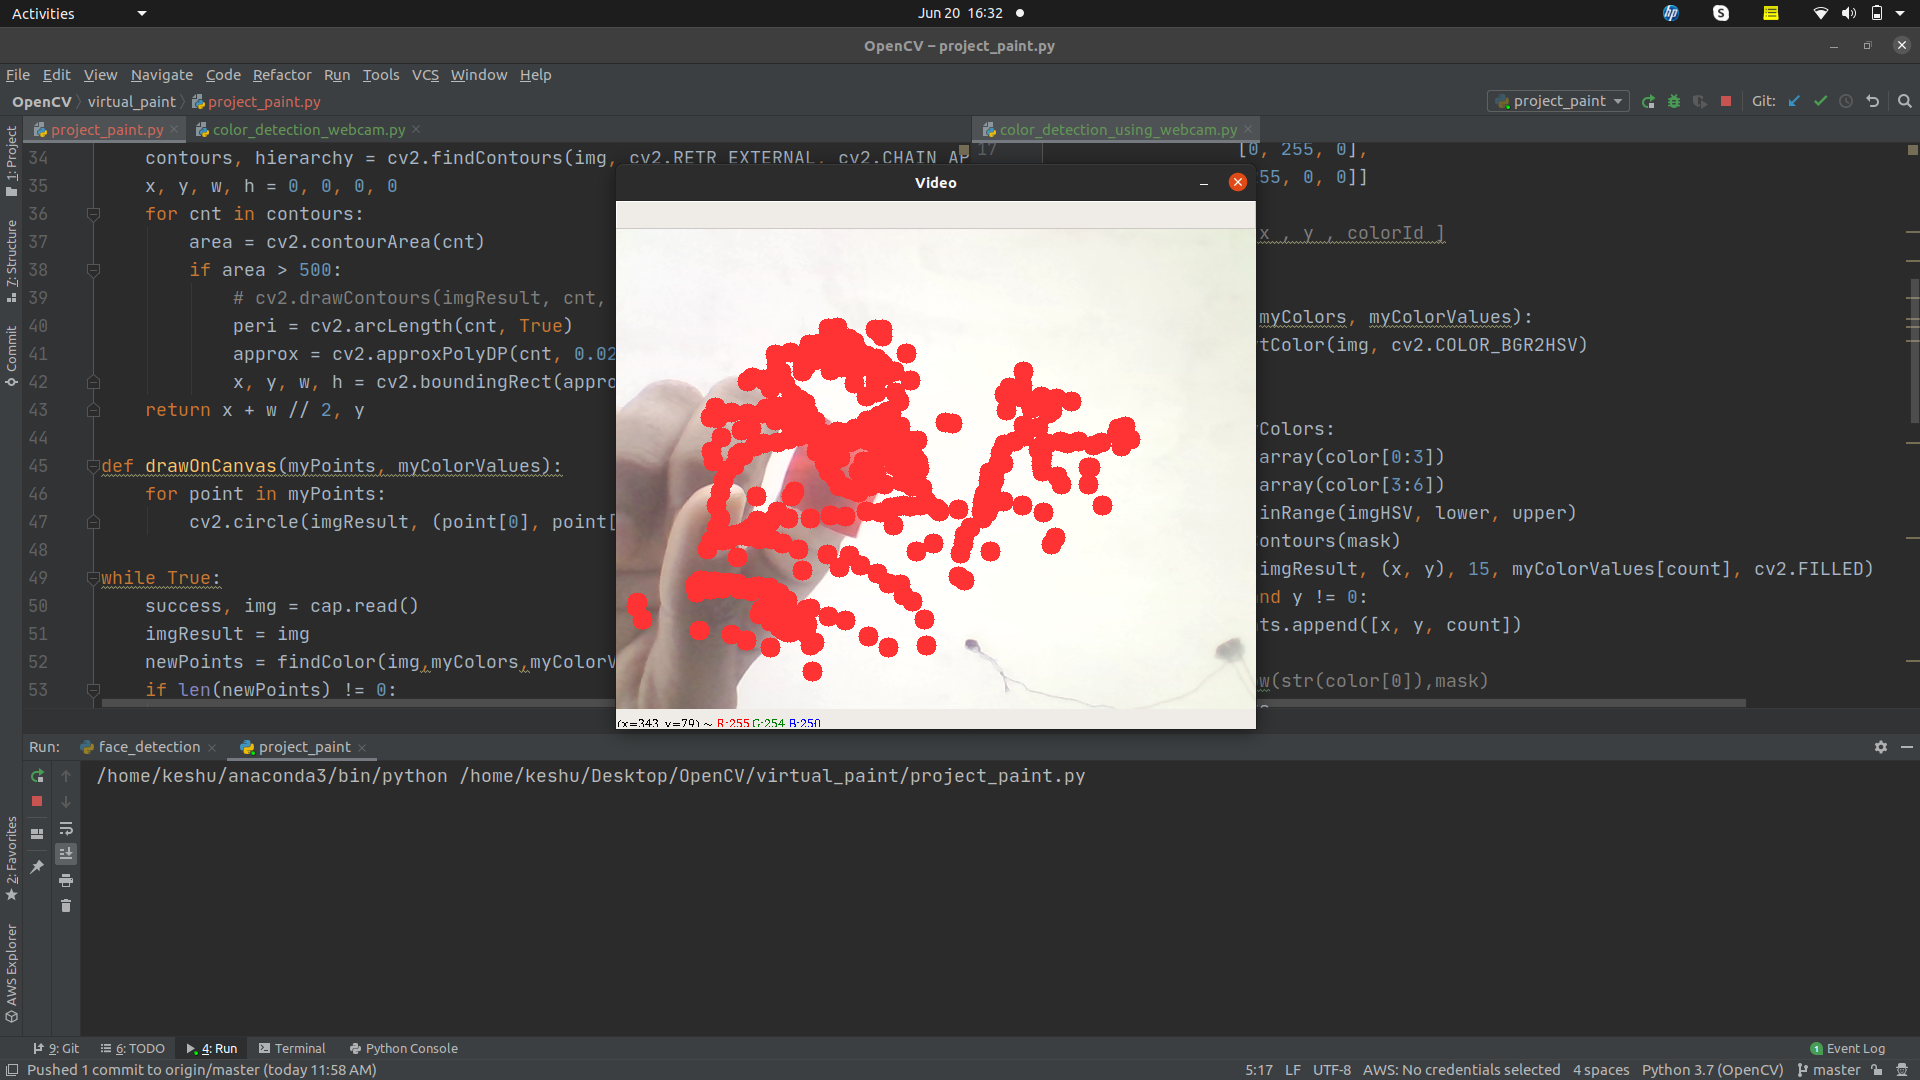 Activities
Jun 20 16:32
OpenCV – project_paint.py
File Edit View Navigate Code Refactor Run Tools VCS Window Help
OpenCV virtual_paint project_paint.py
project_paint Git:
project_paint.py color_detection_webcam.py color_detection_using_webcam.py
1: Project
7: Structure
Commit
2: Favorites
AWS Explorer
34 contours, hierarchy = cv2.findContours(img, cv2.RETR_EXTERNAL, cv2.CHAIN_AP
35 x, y, w, h = 0, 0, 0, 0
36 for cnt in contours:
37 area = cv2.contourArea(cnt)
38 if area > 500:
39 # cv2.drawContours(imgResult, cnt,
40 peri = cv2.arcLength(cnt, True)
41 approx = cv2.approxPolyDP(cnt, 0.02
42 x, y, w, h = cv2.boundingRect(appro
43 return x + w // 2, y
44
45 def drawOnCanvas(myPoints, myColorValues):
46 for point in myPoints:
47 cv2.circle(imgResult, (point[0], point[
48
49 while True:
50 success, img = cap.read()
51 imgResult = img
52 newPoints = findColor(img,myColors,myColorV
53 if len(newPoints) != 0:
Video
(x=343, y=79) ~ R:255 G:254 B:250
17 [0, 255, 0],
55, 0, 0]]
x , y , colorId ]
myColors, myColorValues):
tColor(img, cv2.COLOR_BGR2HSV)
Colors:
array(color[0:3])
array(color[3:6])
inRange(imgHSV, lower, upper)
ontours(mask)
imgResult, (x, y), 15, myColorValues[count], cv2.FILLED)
nd y != 0:
ts.append([x, y, count])
w(str(color[0]),mask)
Run: face_detection project_paint
/home/keshu/anaconda3/bin/python /home/keshu/Desktop/OpenCV/virtual_paint/project_paint.py
9: Git 6: TODO 4: Run Terminal Python Console
1 Event Log
Pushed 1 commit to origin/master (today 11:58 AM)
5:17 LF UTF-8 AWS: No credentials selected 4 spaces Python 3.7 (OpenCV) master